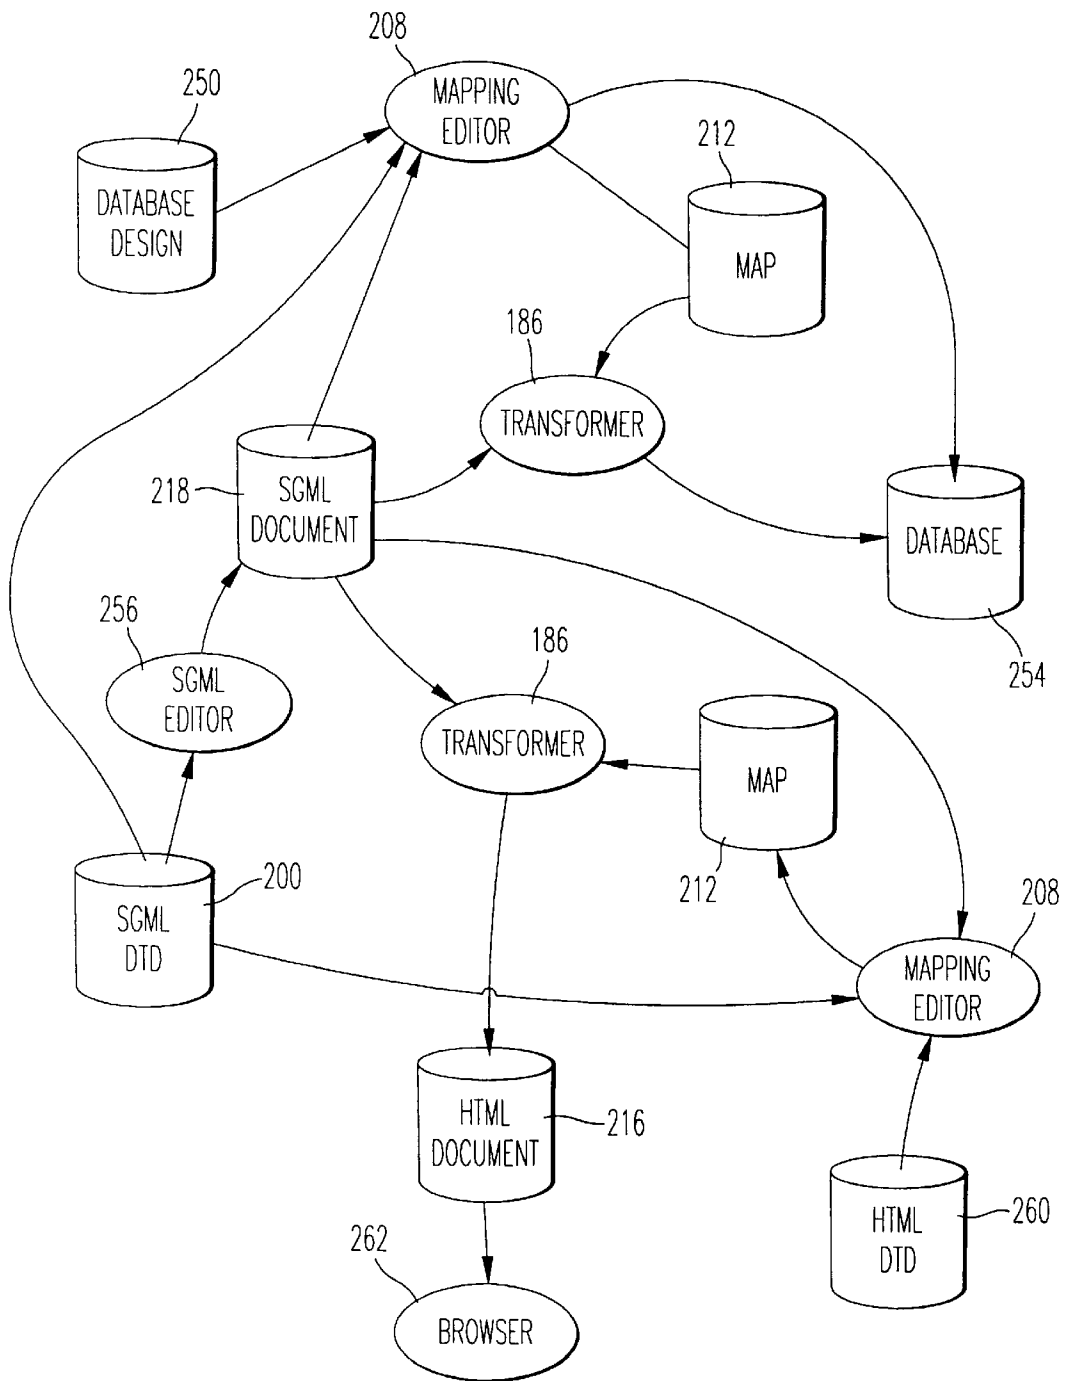 208
MAPPING
EDITOR
250
DATABASE
DESIGN
212
MAP
186
TRANSFORMER
218
SGML
DOCUMENT
DATABASE
254
256
SGML
EDITOR
186
TRANSFORMER
MAP
212
200
SGML
DTD
208
MAPPING
EDITOR
HTML
DOCUMENT
216
HTML
DTD
260
262
BROWSER